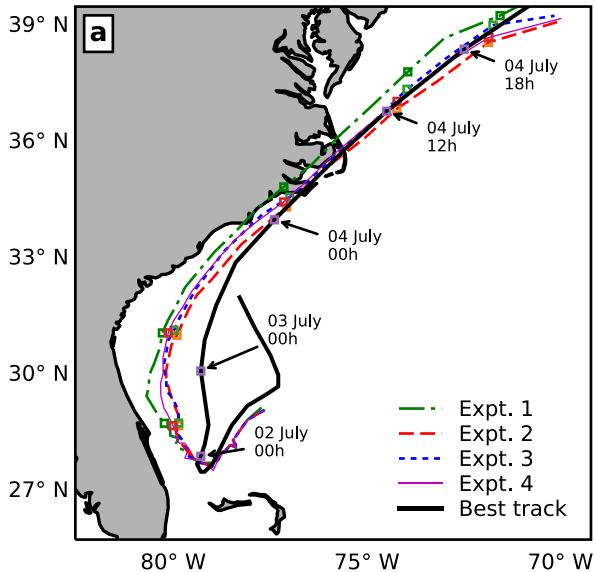 a
39° N
36° N
33° N
30° N
27° N
04 July
18h
04 July
12h
04 July
00h
03 July
00h
02 July
00h
Expt. 1
Expt. 2
Expt. 3
Expt. 4
Best track
80° W
75° W
70° W